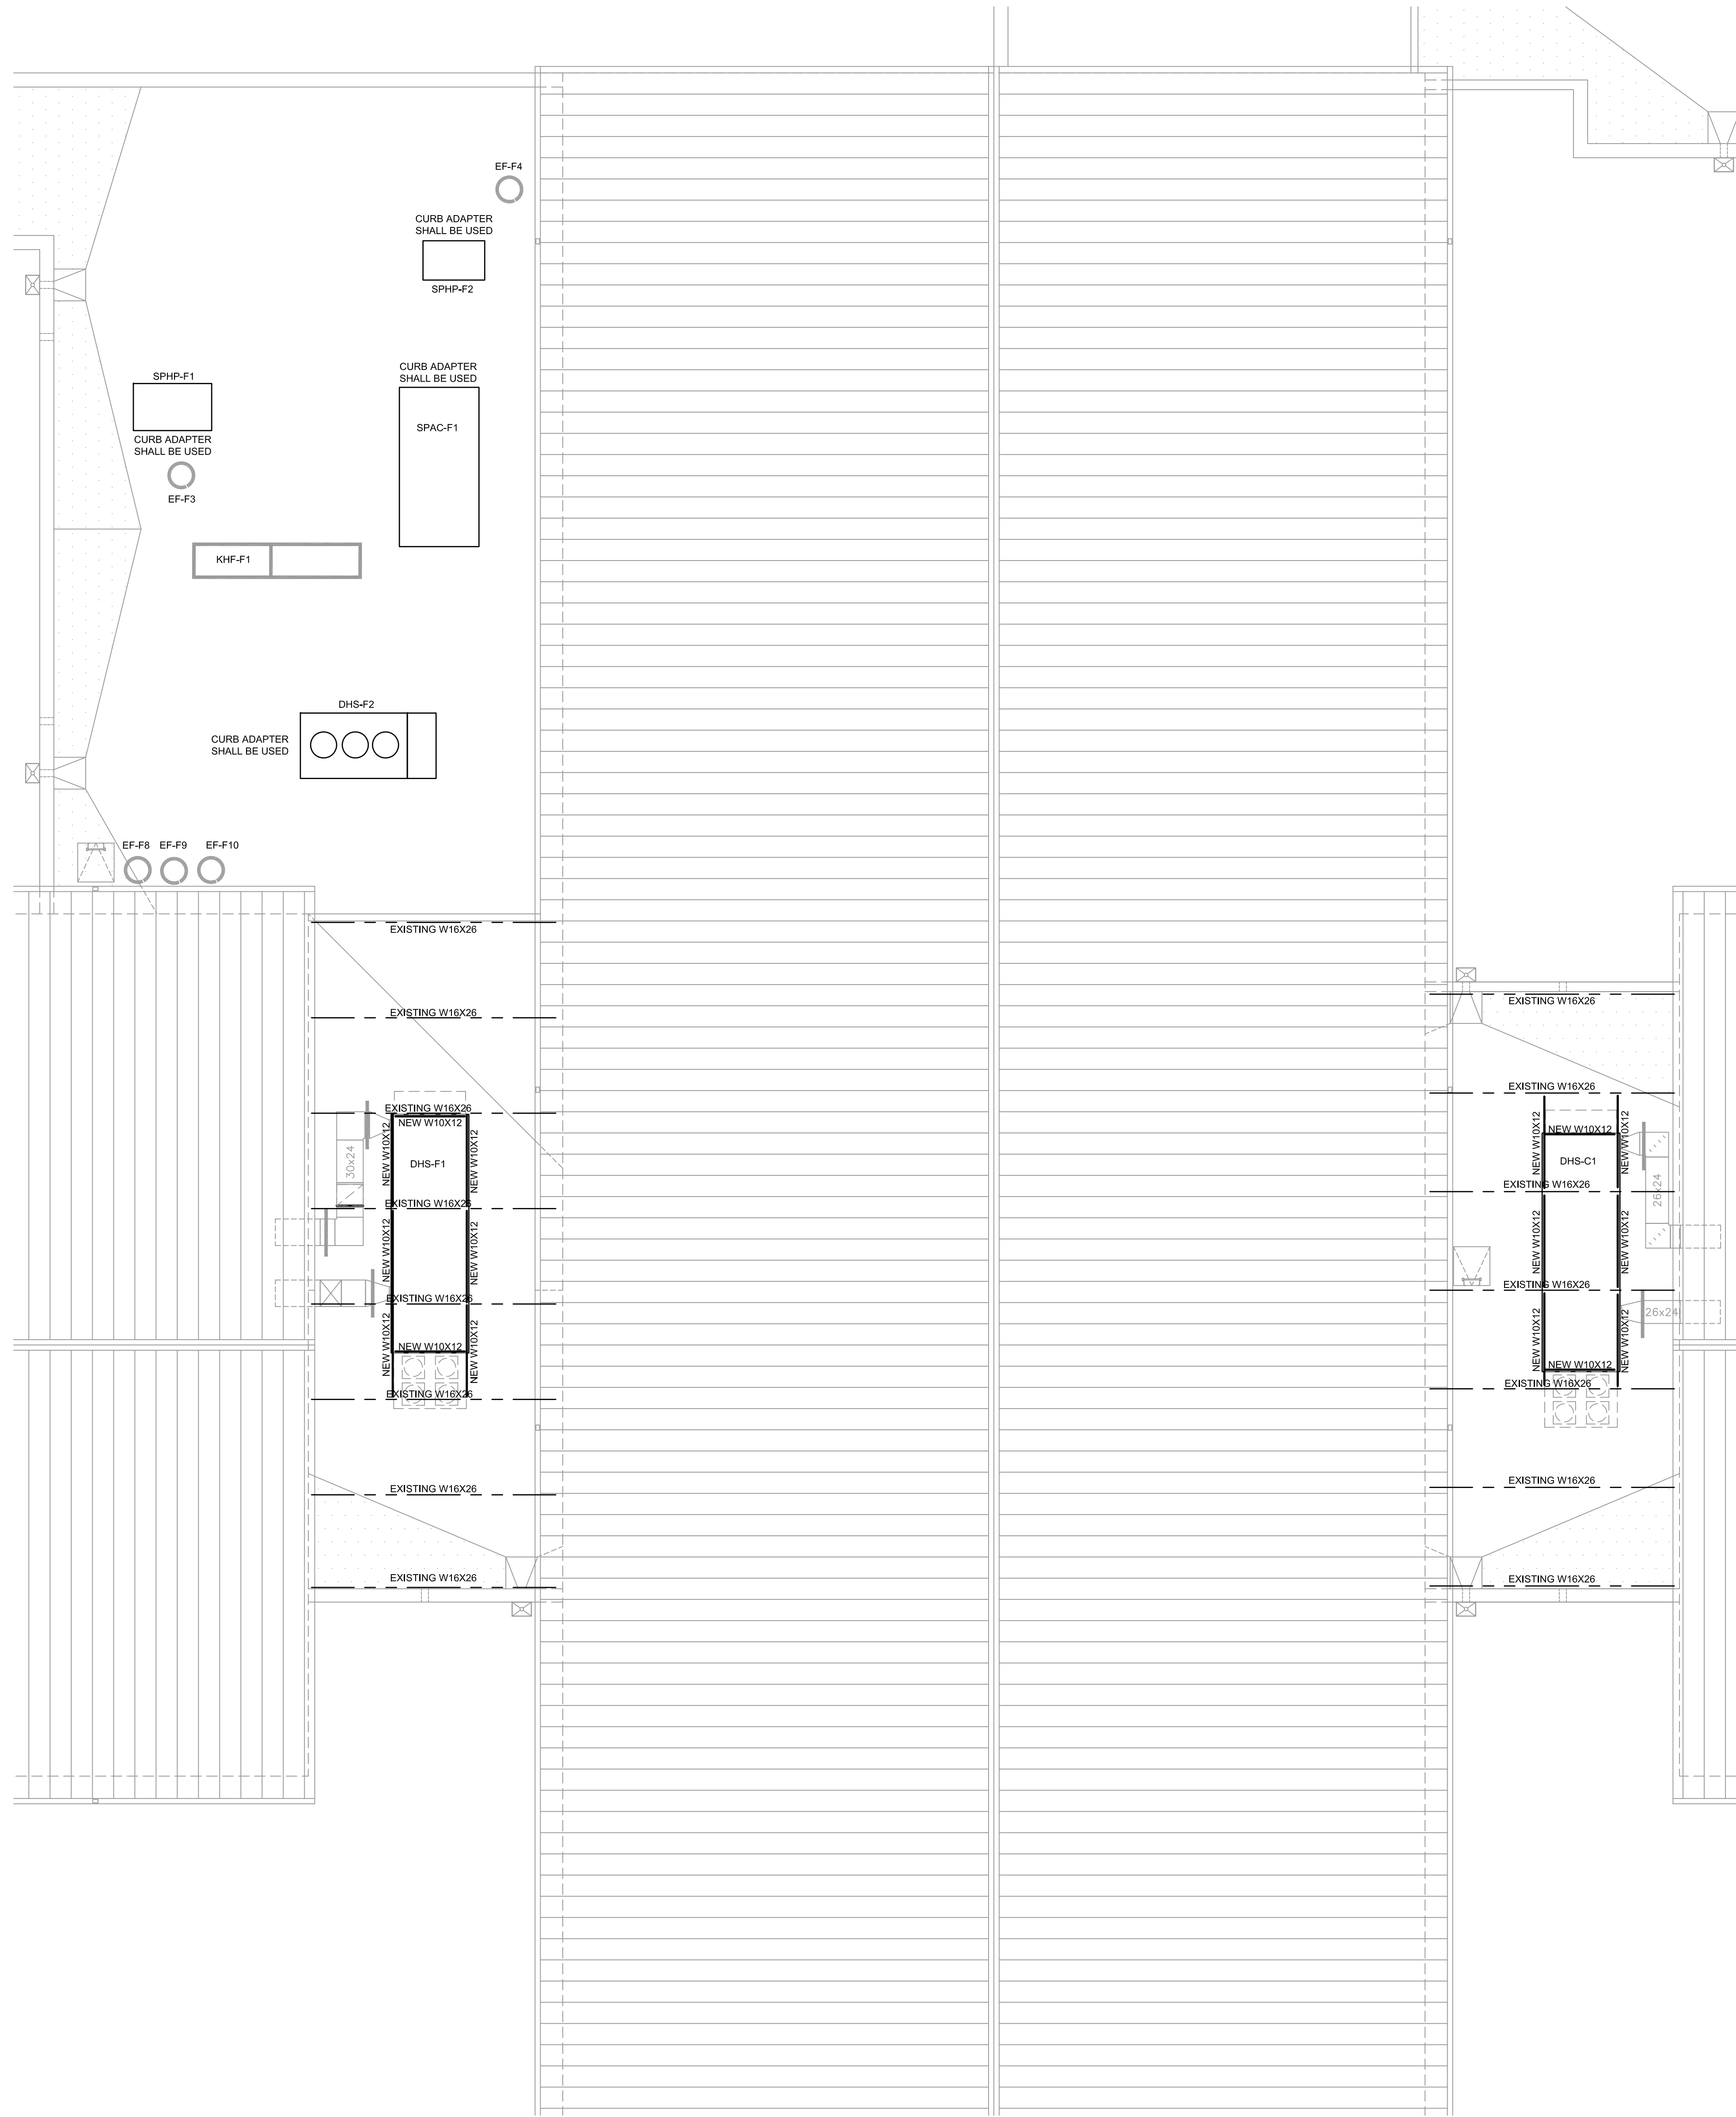 EF-F4
CURB ADAPTER
SHALL BE USED
SPHP-F2
SPHP-F1
CURB ADAPTER
SHALL BE USED
EF-F3
CURB ADAPTER
SHALL BE USED
SPAC-F1
KHF-F1
DHS-F2
CURB ADAPTER
SHALL BE USED
EF-F8
EF-F9
EF-F10
EXISTING W16X26
EXISTING W16X26
EXISTING W16X26
NEW W10X12
NEW W10X12
NEW W10X12
DHS-F1
30x24
EXISTING W16X26
NEW W10X12
NEW W10X12
EXISTING W16X26
NEW W10X12
NEW W10X12
NEW W10X12
EXISTING W16X26
EXISTING W16X26
EXISTING W16X26
EXISTING W16X26
EXISTING W16X26
NEW W10X12
NEW W10X12
NEW W10X12
DHS-C1
26x24
EXISTING W16X26
NEW W10X12
NEW W10X12
EXISTING W16X26
26x24
NEW W10X12
NEW W10X12
NEW W10X12
EXISTING W16X26
EXISTING W16X26
EXISTING W16X26